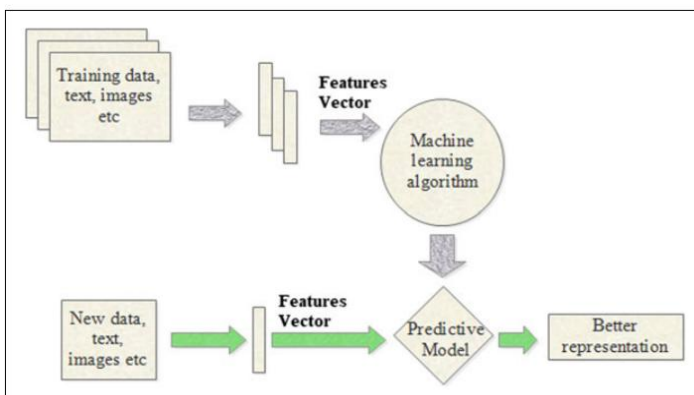 Training data,
text, images
etc
Features
Vector
Machine
learning
algorithm
New data,
text,
images etc
Features
Vector
Predictive
Model
Better
representation